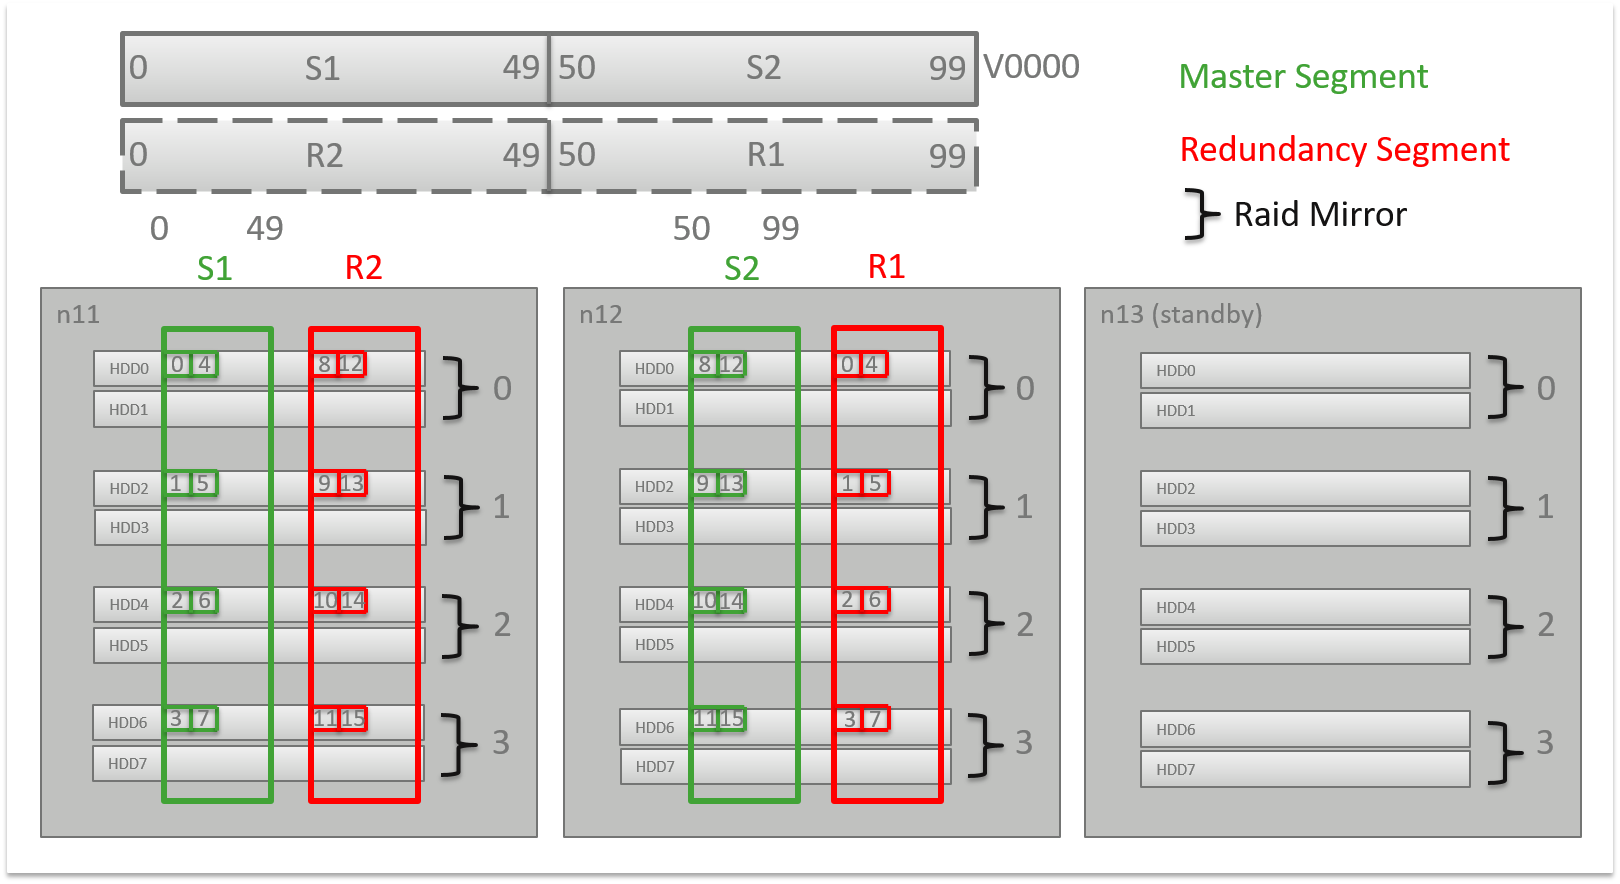 0 S1 49 50 S2 99 V0000
Master Segment
0 R2 49 50 R1 99
Redundancy Segment
Raid Mirror
0 49 50 99
S1 R2 S2 R1
n11
HDD0 0 4 8 12
HDD1
0
HDD2 1 5 9 13
HDD3
1
HDD4 2 6 10 14
HDD5
2
HDD6 3 7 11 15
HDD7
3
n12
HDD0 8 12 0 4
HDD1
0
HDD2 9 13 1 5
HDD3
1
HDD4 10 14 2 6
HDD5
2
HDD6 11 15 3 7
HDD7
3
n13 (standby)
HDD0
HDD1
0
HDD2
HDD3
1
HDD4
HDD5
2
HDD6
HDD7
3